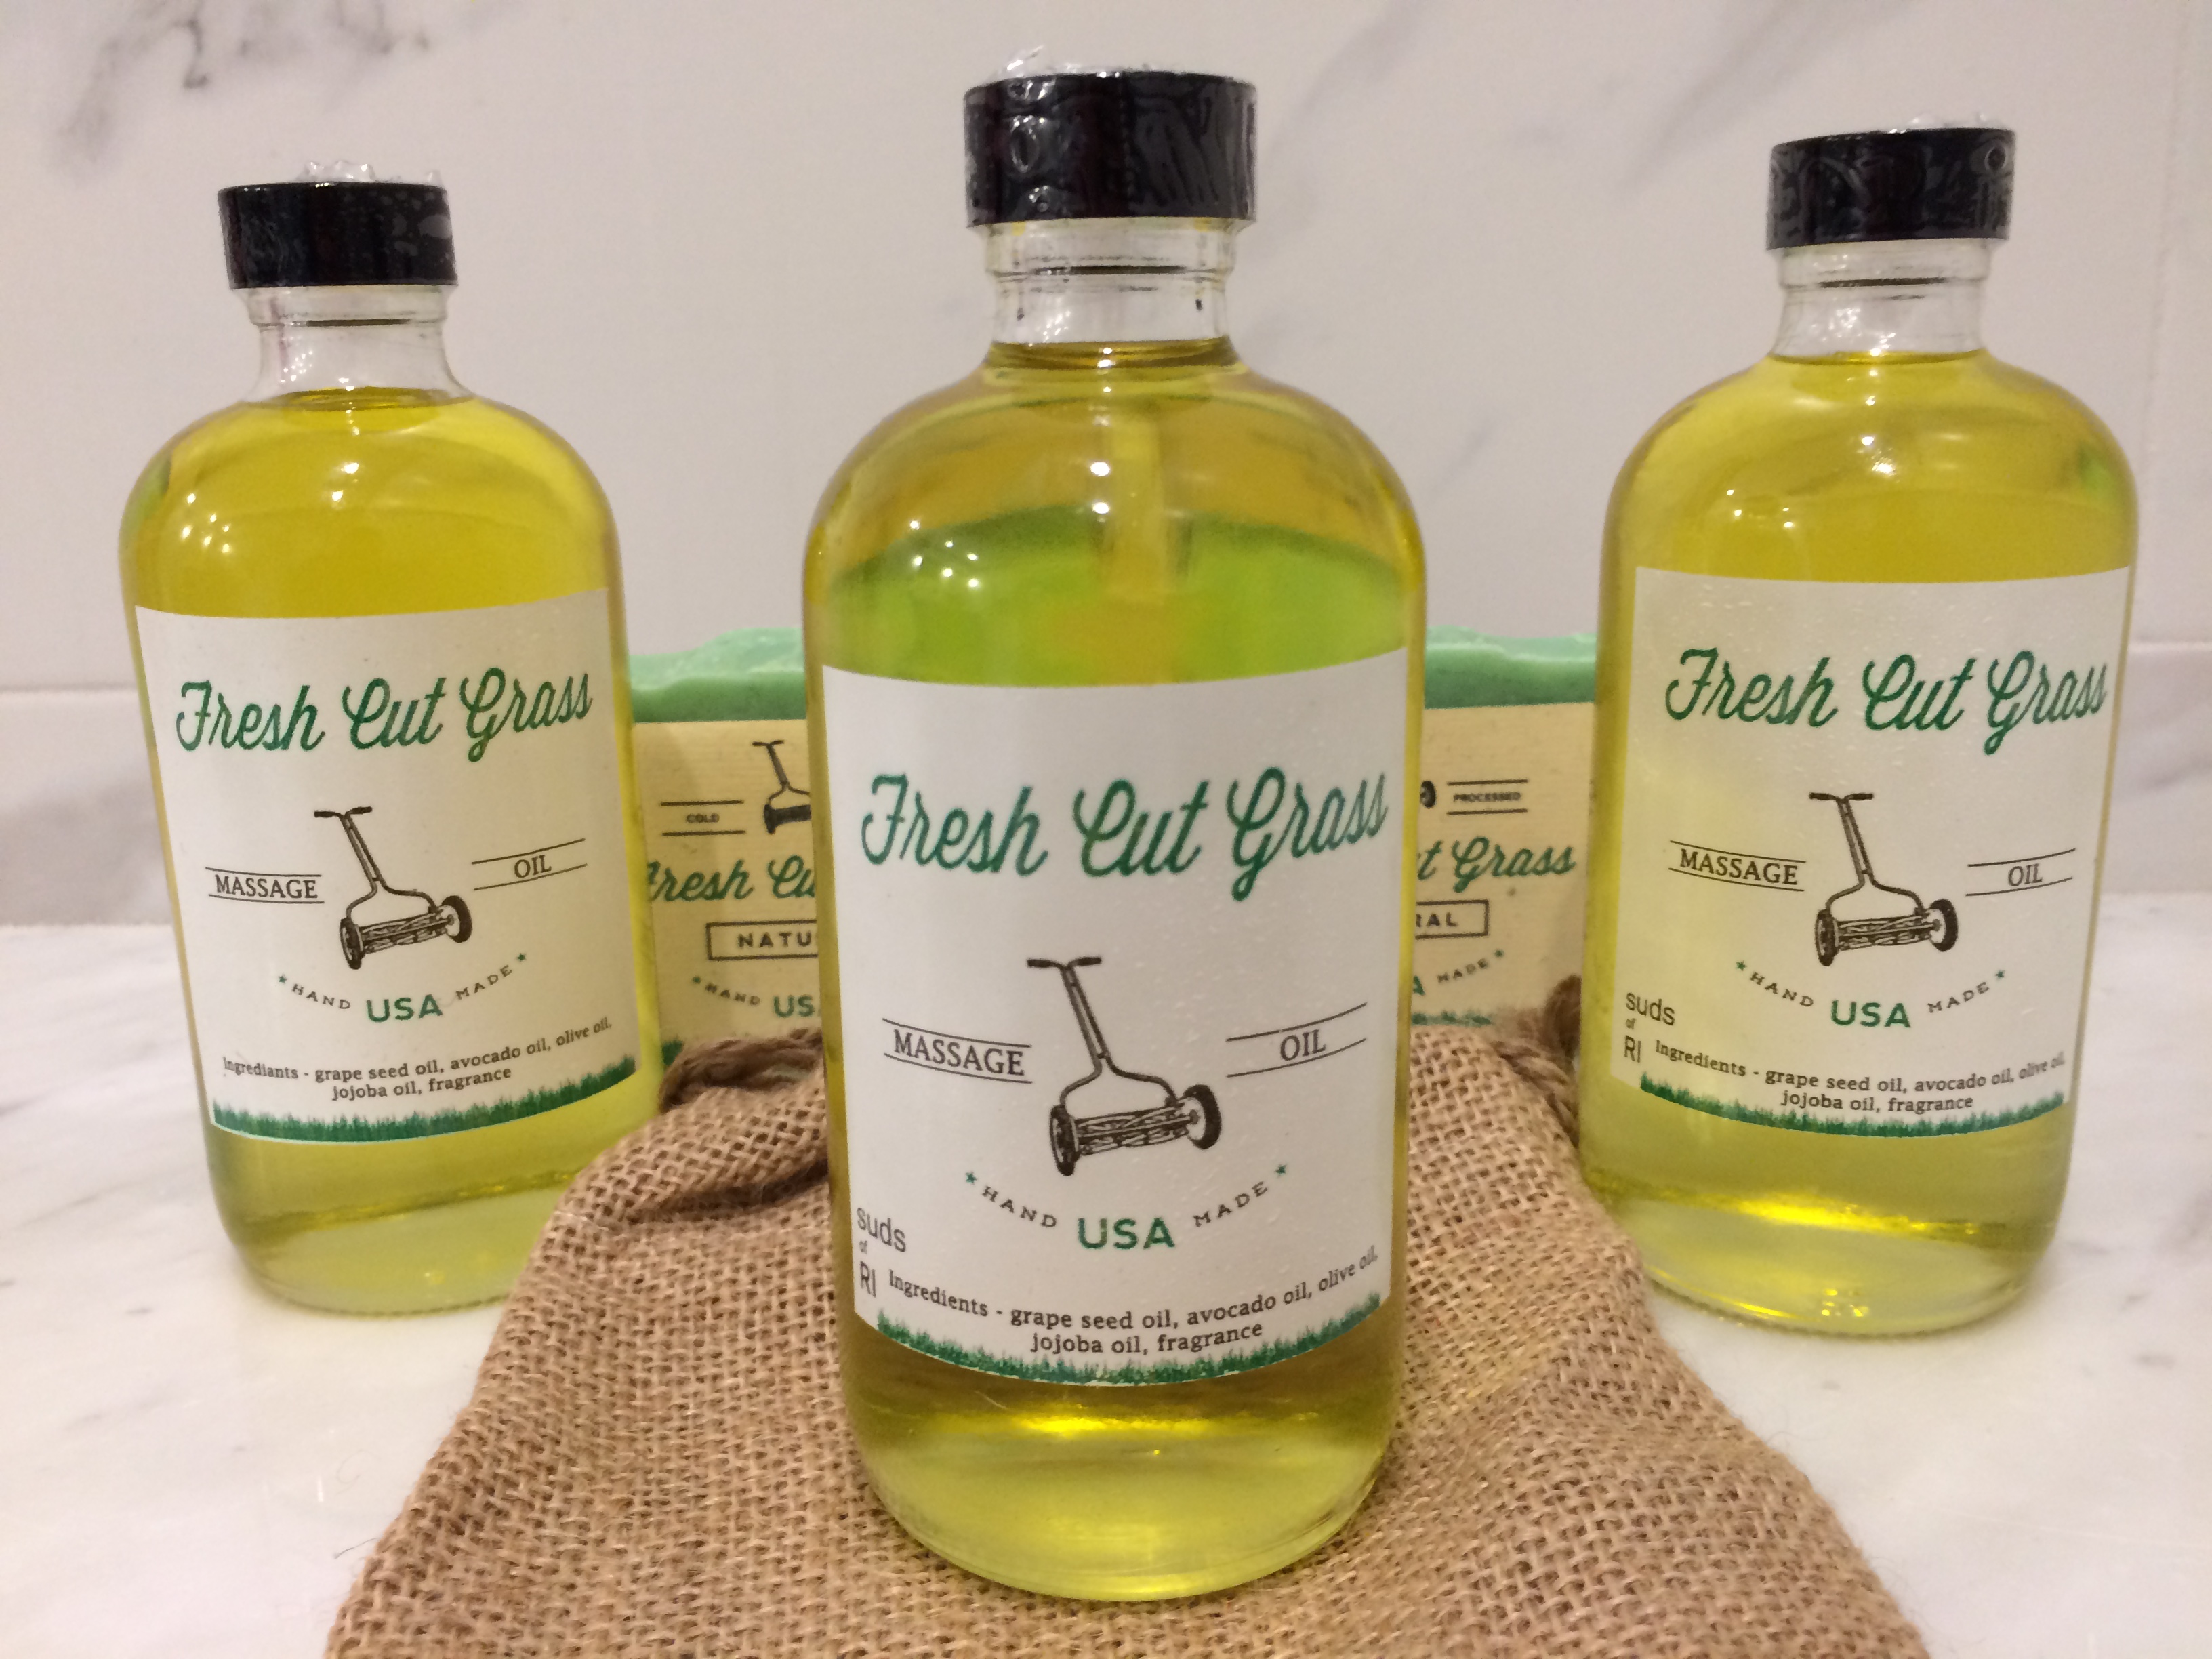 Fresh Cut Grass
MASSAGE OIL
HAND USA MADE
Ingrediants - grape seed oil, avocado oil, olive oil,
jojoba oil, fragrance
COLD
Fresh Cu
NATU
HAND
US
Fresh Cut Grass
MASSAGE OIL
HAND USA MADE
suds
of
RI
Ingredients - grape seed oil, avocado oil, olive oil,
jojoba oil, fragrance
PROCESSED
t Grass
RAL
A MADE
Fresh Cut Grass
MASSAGE OIL
HAND USA MADE
suds
of
RI
Ingredients - grape seed oil, avocado oil, olive oil,
jojoba oil, fragrance